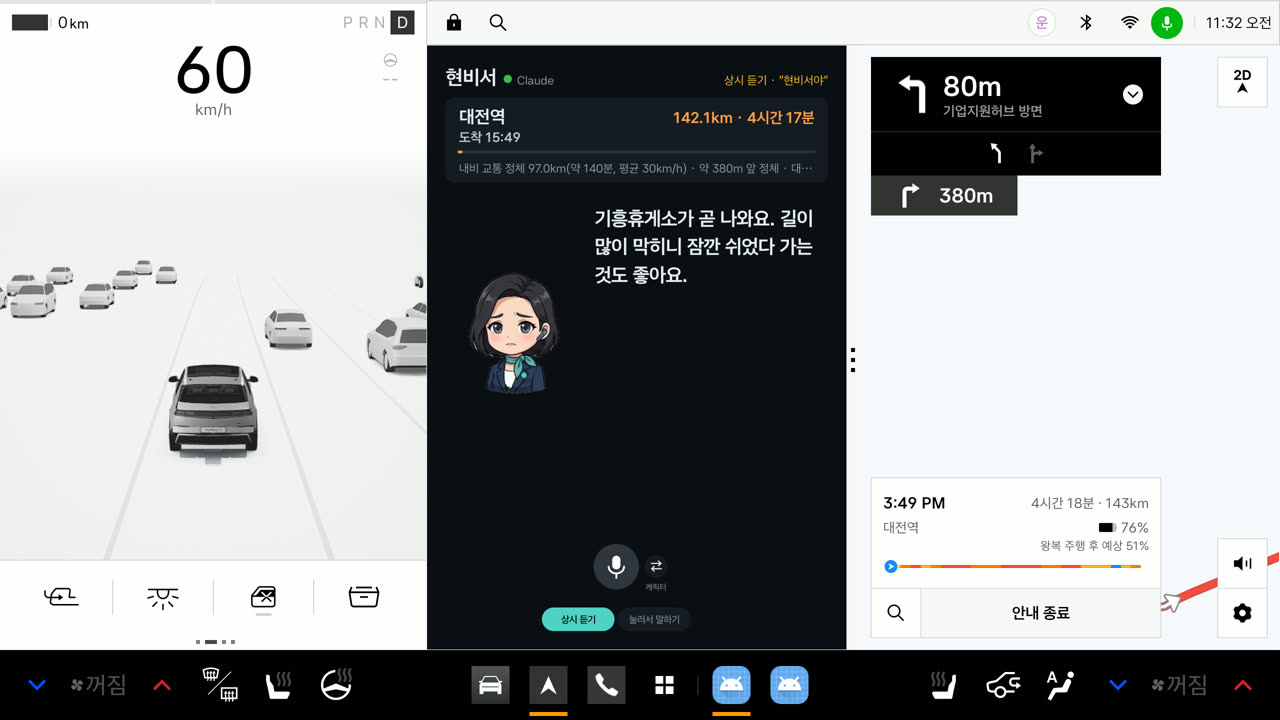 0km
P R N D
60
km/h
운
11:32 오전
현비서 Claude
상시 듣기 · "현비서야"
대전역
142.1km · 4시간 17분
도착 15:49
내비 교통 정체 97.0km(약 140분, 평균 30km/h) · 약 380m 앞 정체 · 대…
기흥휴게소가 곧 나와요. 길이
많이 막히니 잠깐 쉬었다 가는
것도 좋아요.
캐릭터
상시 듣기
눌러서 말하기
80m
기업지원허브 방면
380m
2D
3:49 PM
4시간 18분 · 143km
대전역
76%
왕복 주행 후 예상 51%
안내 종료
꺼짐
A
꺼짐